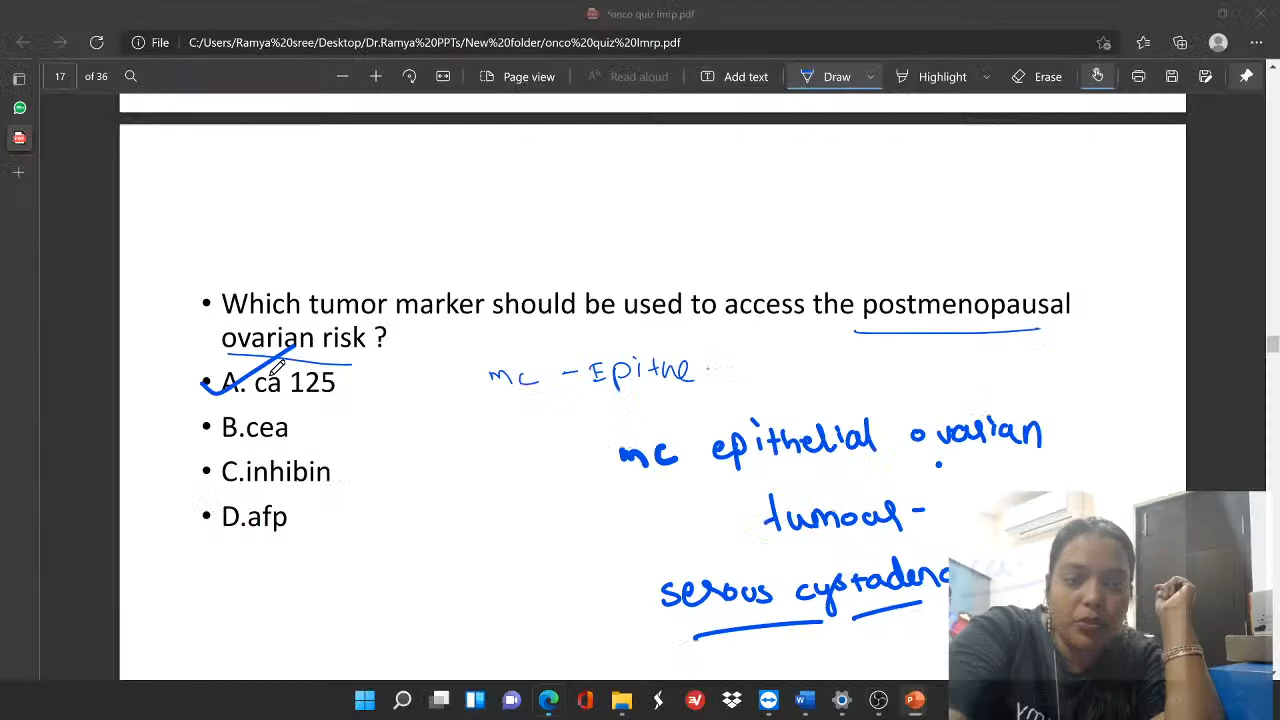 *onco quiz lmrp.pdf
File C:/Users/Ramya%20sree/Desktop/Dr.Ramya%20PPTs/New%20folder/onco%20quiz%20lmrp.pdf
17 of 36 Page view Read aloud Add text Draw Highlight Erase
• Which tumor marker should be used to access the postmenopausal
ovarian risk ?
• A. ca 125
mc - Epithe
• B.cea
mc epithelial ovarian
• C.inhibin
• D.afp
tumour -
serous